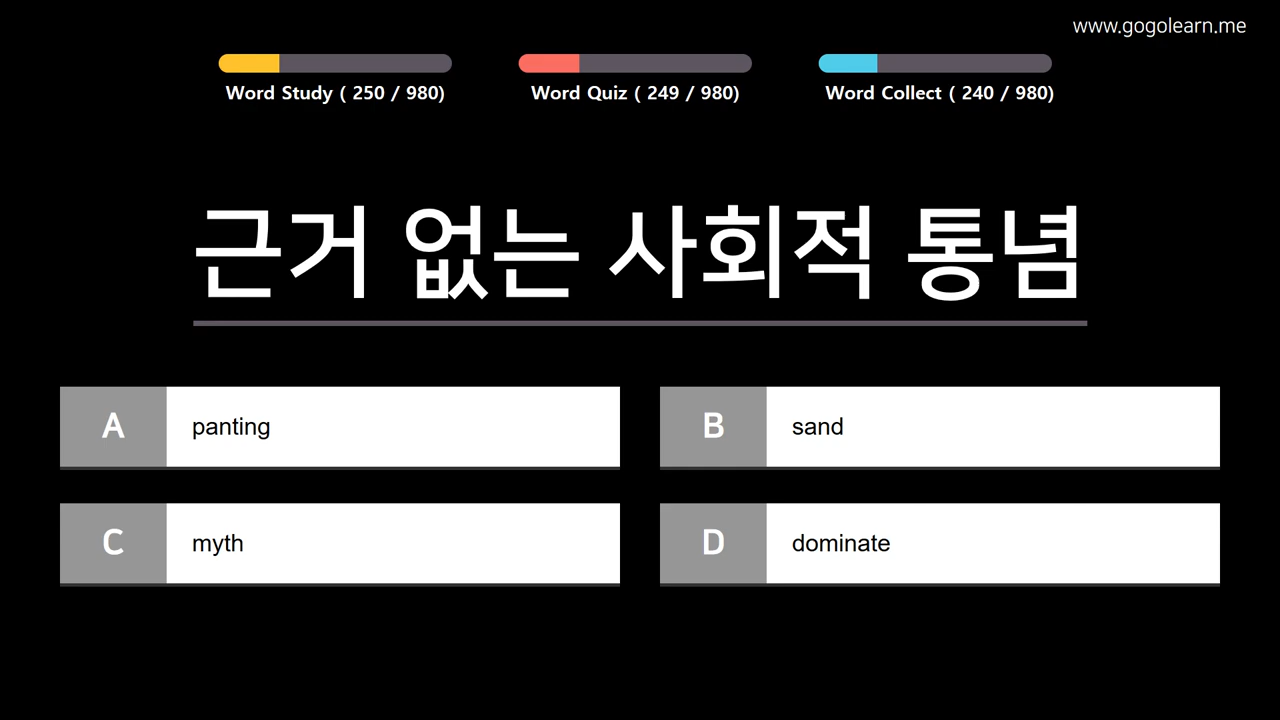 www.gogolearn.me
Word Study ( 250 / 980)
Word Quiz ( 249 / 980)
Word Collect ( 240 / 980)
근거 없는 사회적 통념
A panting
B sand
C myth
D dominate